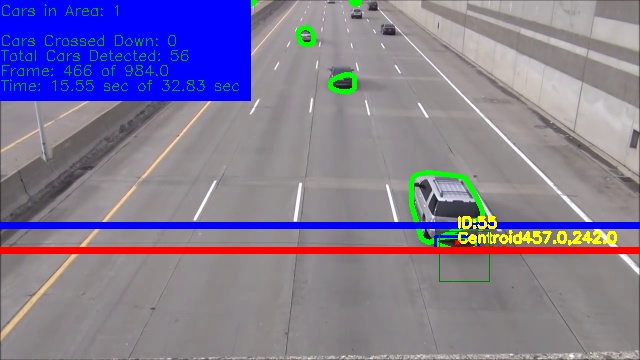 Cars in Area: 1
Cars Crossed Down: 0
Total Cars Detected: 56
Frame: 466 of 984.0
Time: 15.55 sec of 32.83 sec
ID:55
Centroid457.0,242.0